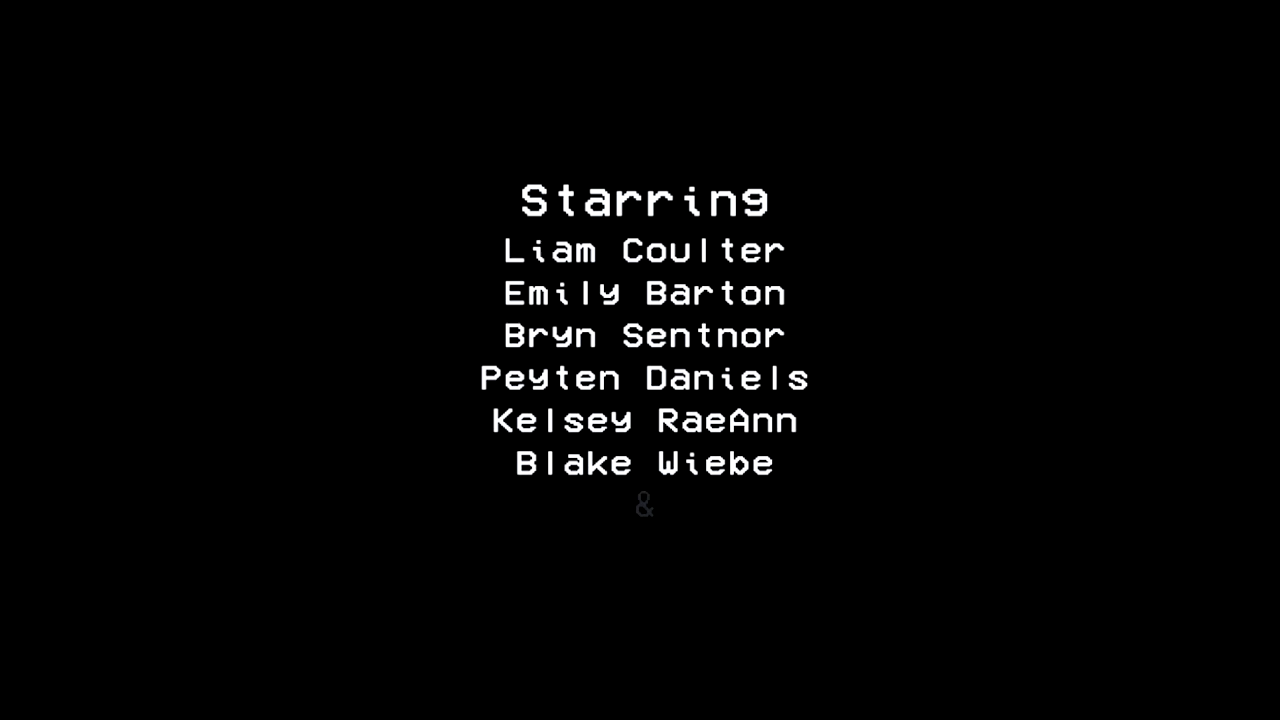 Starring
Liam Coulter
Emily Barton
Bryn Sentnor
Peyten Daniels
Kelsey RaeAnn
Blake Wiebe
&